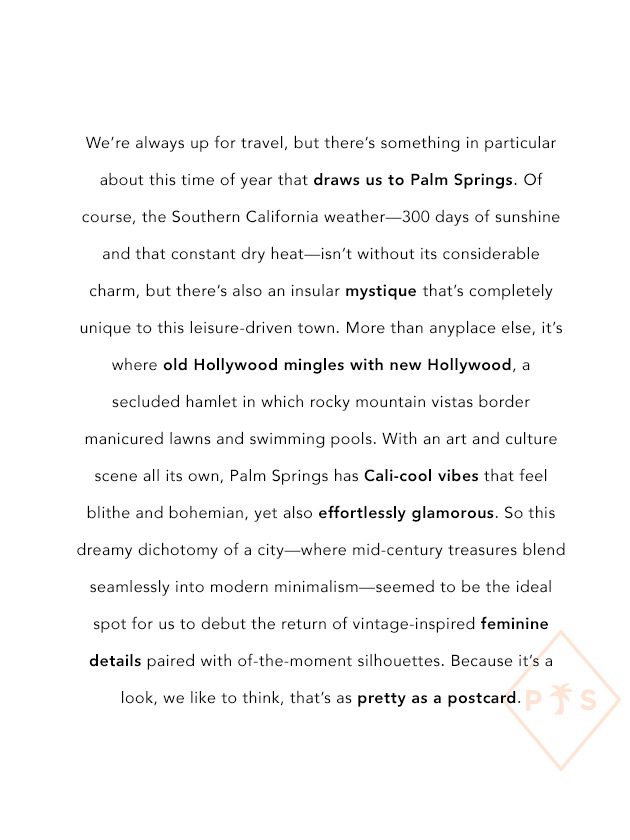 We’re always up for travel, but there’s something in particular
about this time of year that draws us to Palm Springs. Of
course, the Southern California weather—300 days of sunshine
and that constant dry heat—isn’t without its considerable
charm, but there’s also an insular mystique that’s completely
unique to this leisure-driven town. More than anyplace else, it’s
where old Hollywood mingles with new Hollywood, a
secluded hamlet in which rocky mountain vistas border
manicured lawns and swimming pools. With an art and culture
scene all its own, Palm Springs has Cali-cool vibes that feel
blithe and bohemian, yet also effortlessly glamorous. So this
dreamy dichotomy of a city—where mid-century treasures blend
seamlessly into modern minimalism—seemed to be the ideal
spot for us to debut the return of vintage-inspired feminine
details paired with of-the-moment silhouettes. Because it’s a
look, we like to think, that’s as pretty as a postcard.
P S